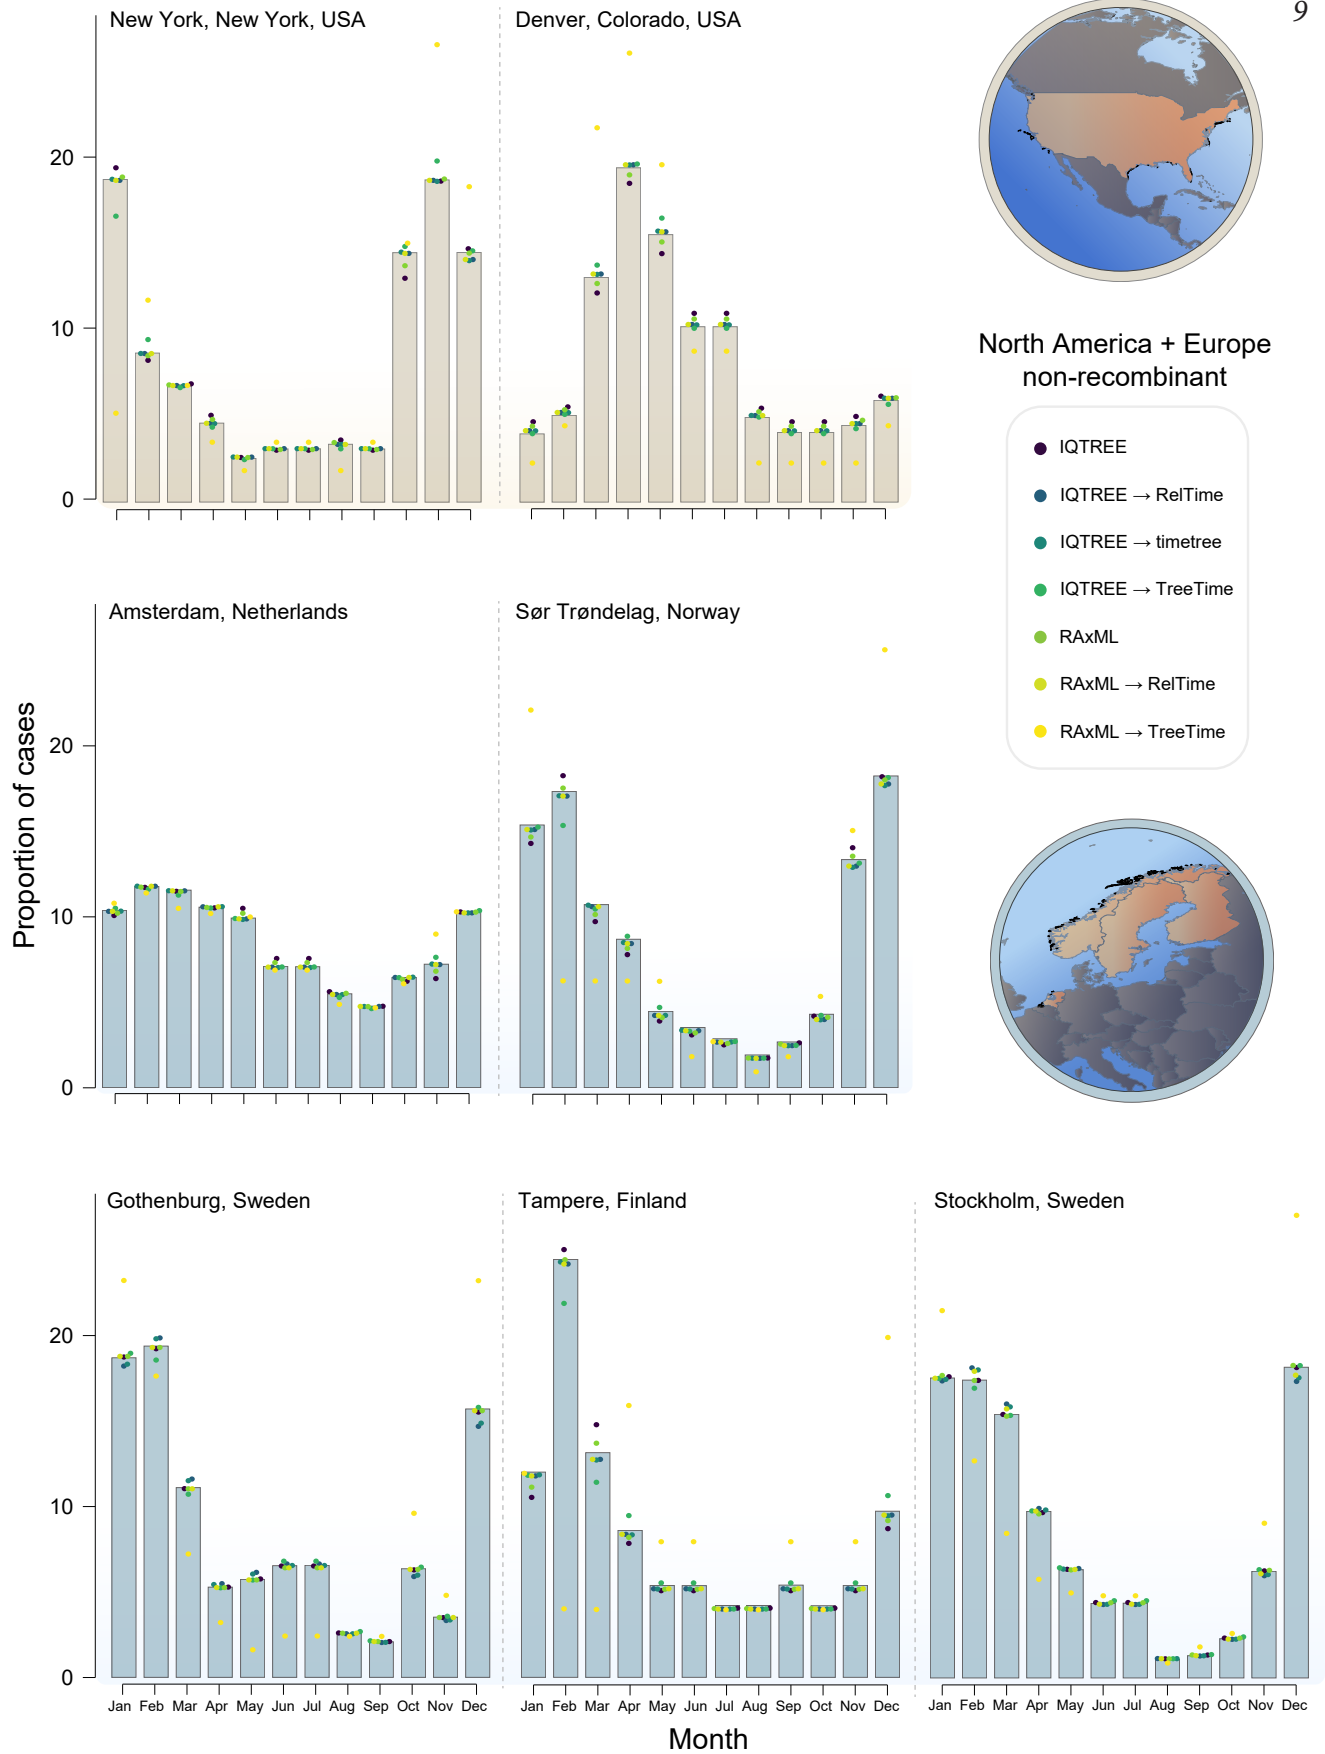 9
New York, New York, USA
Denver, Colorado, USA
20
10
0
North America + Europe
non-recombinant
IQTREE
IQTREE → RelTime
IQTREE → timetree
IQTREE → TreeTime
RAxML
RAxML → RelTime
RAxML → TreeTime
Proportion of cases
Amsterdam, Netherlands
Sør Trøndelag, Norway
20
10
0
Gothenburg, Sweden
Tampere, Finland
Stockholm, Sweden
20
10
0
Jan Feb Mar Apr May Jun Jul Aug Sep Oct Nov Dec
Jan Feb Mar Apr May Jun Jul Aug Sep Oct Nov Dec
Jan Feb Mar Apr May Jun Jul Aug Sep Oct Nov Dec
Month